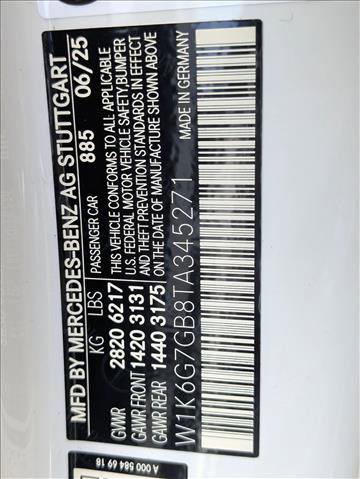 MFD BY MERCEDES-BENZ AG STUTTGART
885 06/25
KG LBS PASSENGER CAR
GVWR 2820 6217 THIS VEHICLE CONFORMS TO ALL APPLICABLE
U.S. FEDERAL MOTOR VEHICLE SAFETY,BUMPER
GAWR FRONT 1420 3131 AND THEFT PREVENTION STANDARDS IN EFFECT
GAWR REAR 1440 3175 ON THE DATE OF MANUFACTURE SHOWN ABOVE
W1K6G7GB8TA345271 MADE IN GERMANY
A 000 584 69 18